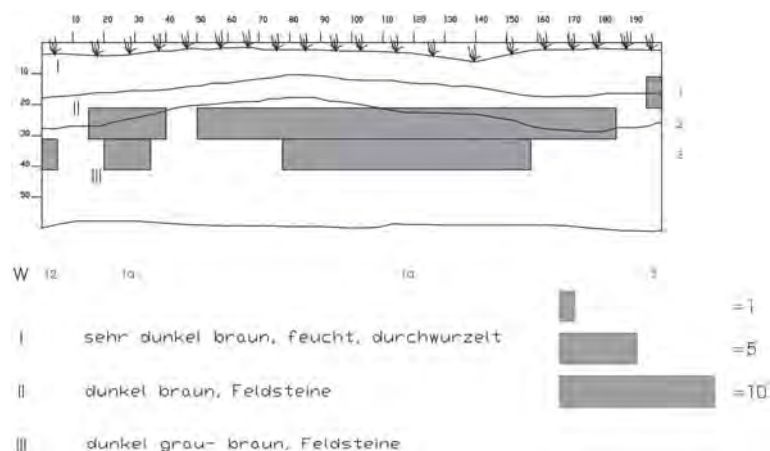 10 20 30 40 50 60 70 80 90 100 110 120 130 140 150 160 170 180 190
I
10
1
20
II
2
30
3
40
III
50
W 12 1a 1a
I sehr dunkel braun, feucht, durchwurzelt
II dunkel braun, Feldsteine
III dunkel grau- braun, Feldsteine
=1
=5
=10